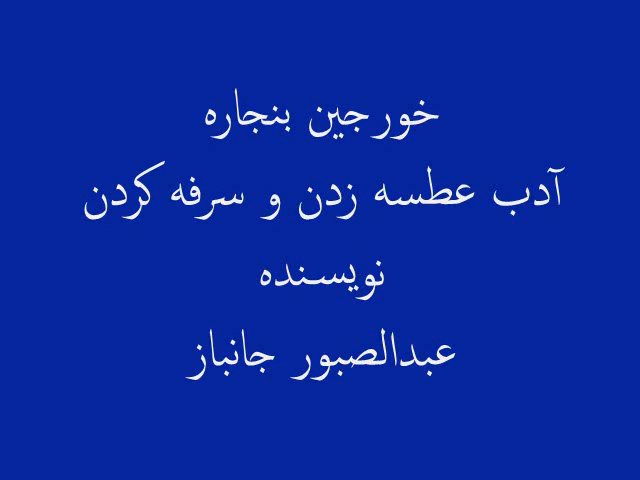 خورجین بنجاره
آدب عطسه زدن و سرفه کردن
نویسنده
عبدالصبور جانباز